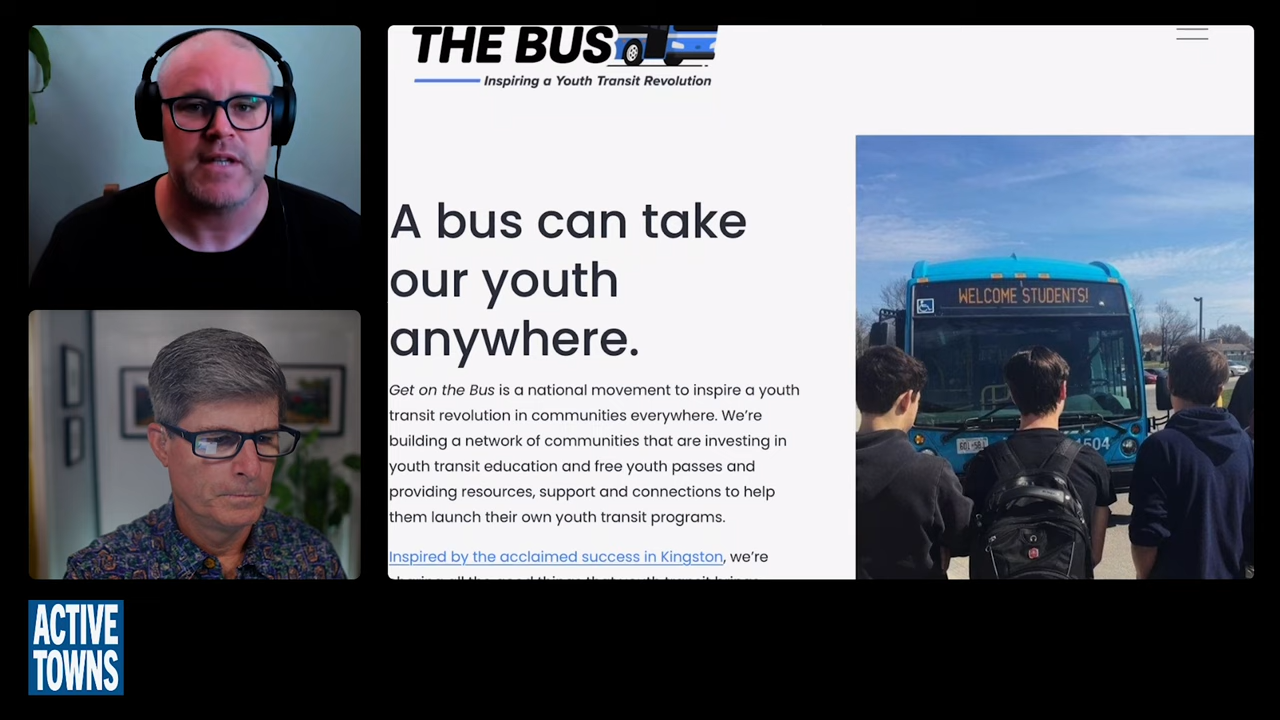 THE BUS
Inspiring a Youth Transit Revolution
A bus can take
our youth
anywhere.
Get on the Bus is a national movement to inspire a youth
transit revolution in communities everywhere. We’re
building a network of communities that are investing in
youth transit education and free youth passes and
providing resources, support and connections to help
them launch their own youth transit programs.
Inspired by the acclaimed success in Kingston, we’re
WELCOME STUDENTS!
1504
ACTIVE
TOWNS